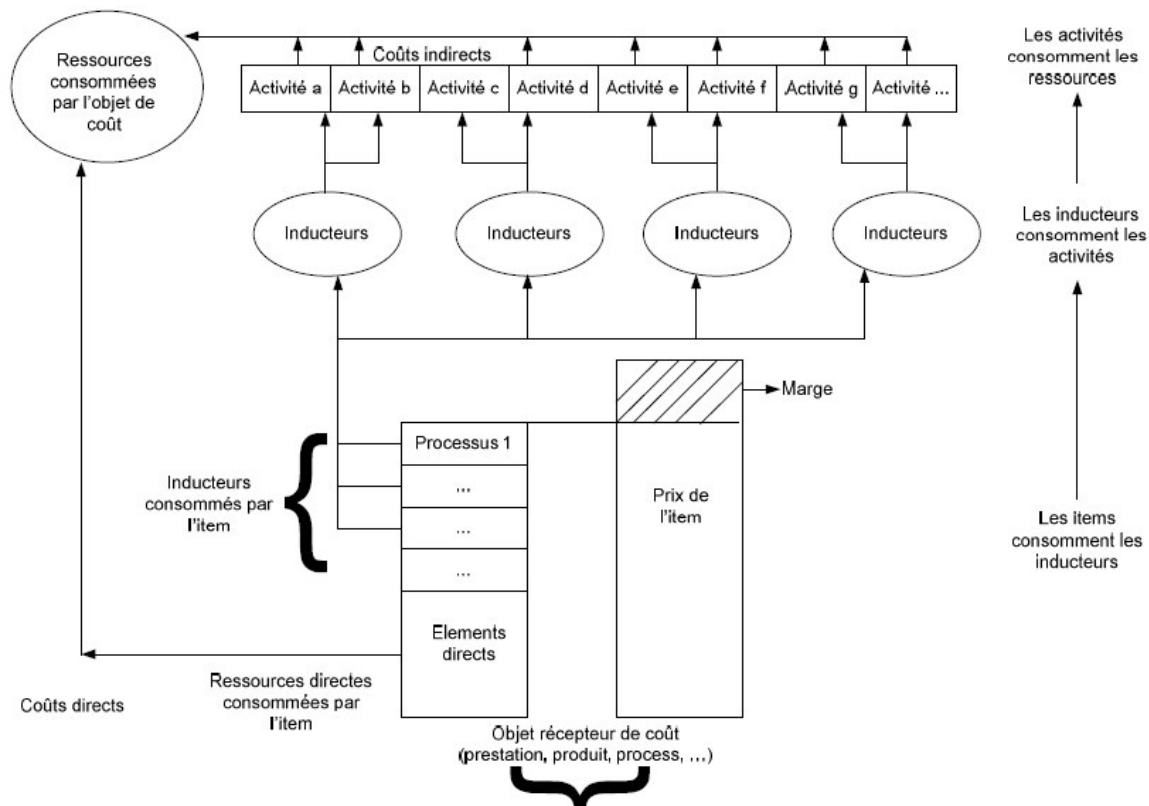 Ressources
consommées
par l'objet de
coût
Coûts indirects
Activité a
Activité b
Activité c
Activité d
Activité e
Activité f
Activité g
Activité ...
Les activités
consomment les
ressources
Inducteurs
Inducteurs
Inducteurs
Inducteurs
Les inducteurs
consomment les
activités
Marge
Inducteurs
consommés par
l'item
Processus 1
...
...
...
Prix de
l'item
Les items
consomment les
inducteurs
Elements
directs
Coûts directs
Ressources directes
consommées par
l'item
Objet récepteur de coût
(prestation, produit, process, ...)